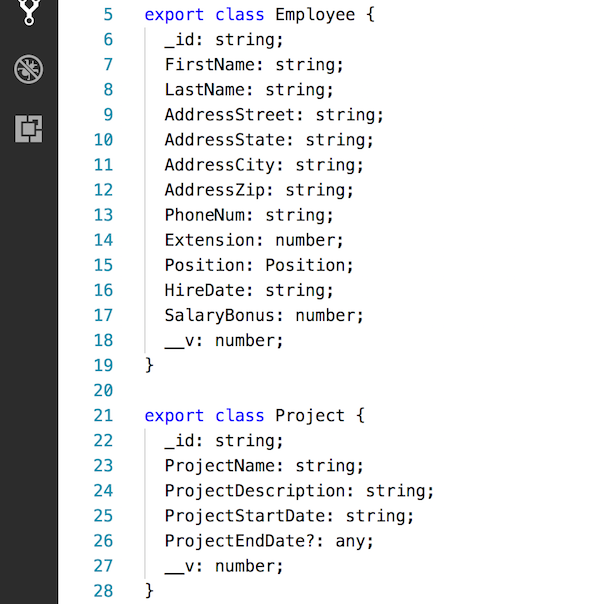 5 export class Employee {
6 _id: string;
7 FirstName: string;
8 LastName: string;
9 AddressStreet: string;
10 AddressState: string;
11 AddressCity: string;
12 AddressZip: string;
13 PhoneNum: string;
14 Extension: number;
15 Position: Position;
16 HireDate: string;
17 SalaryBonus: number;
18 __v: number;
19 }
20
21 export class Project {
22 _id: string;
23 ProjectName: string;
24 ProjectDescription: string;
25 ProjectStartDate: string;
26 ProjectEndDate?: any;
27 __v: number;
28 }